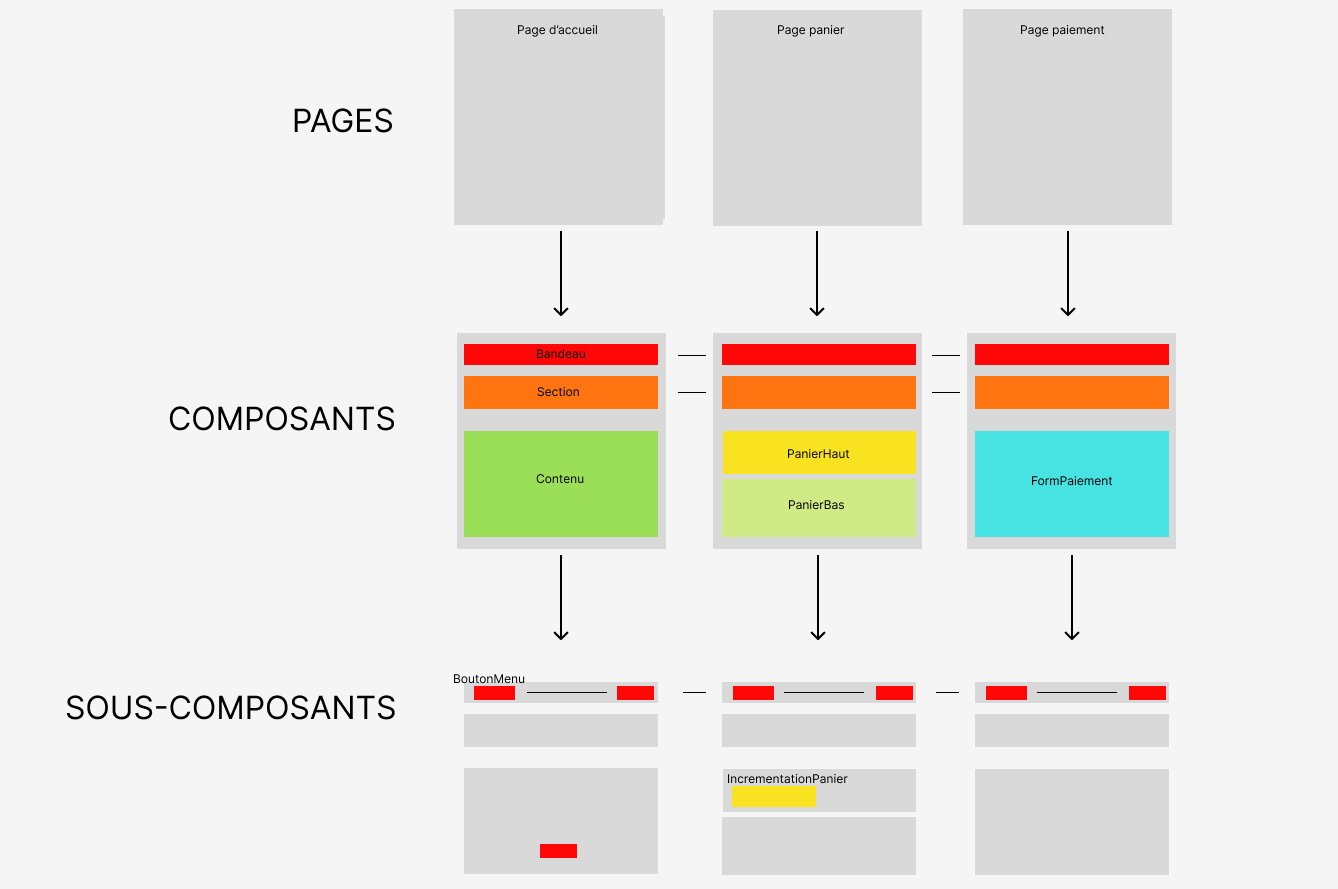 Page d'accueil
Page panier
Page paiement
PAGES
Bandeau
Section
COMPOSANTS
Contenu
PanierHaut
PanierBas
FormPaiement
BoutonMenu
SOUS-COMPOSANTS
IncrementationPanier